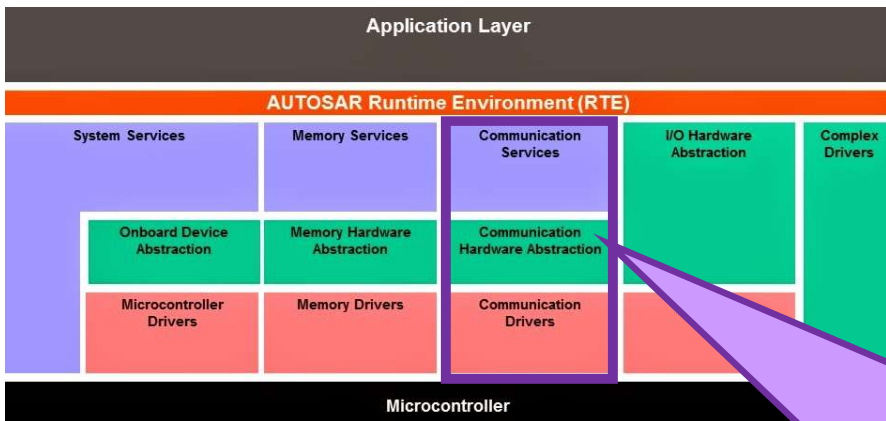 Application Layer
AUTOSAR Runtime Environment (RTE)
System Services
Memory Services
Communication
Services
I/O Hardware
Abstraction
Complex
Drivers
Onboard Device
Abstraction
Memory Hardware
Abstraction
Communication
Hardware Abstraction
Microcontroller
Drivers
Memory Drivers
Communication
Drivers
Microcontroller